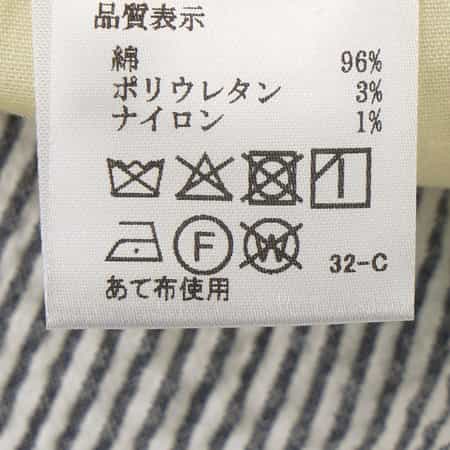 品質表示
綿 96%
ポリウレタン 3%
ナイロン 1%
F W 32-C
あて布使用